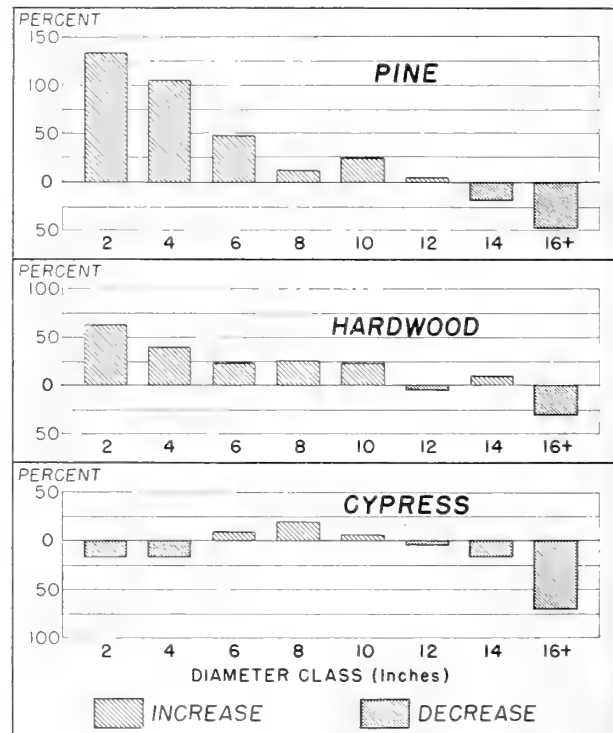 PERCENT
150
PINE
100
50
0
50
2 4 6 8 10 12 14 16+
PERCENT
100
HARDWOOD
50
0
50
2 4 6 8 10 12 14 16+
PERCENT
50
CYPRESS
0
50
100
2 4 6 8 10 12 14 16+
DIAMETER CLASS (Inches)
INCREASE DECREASE